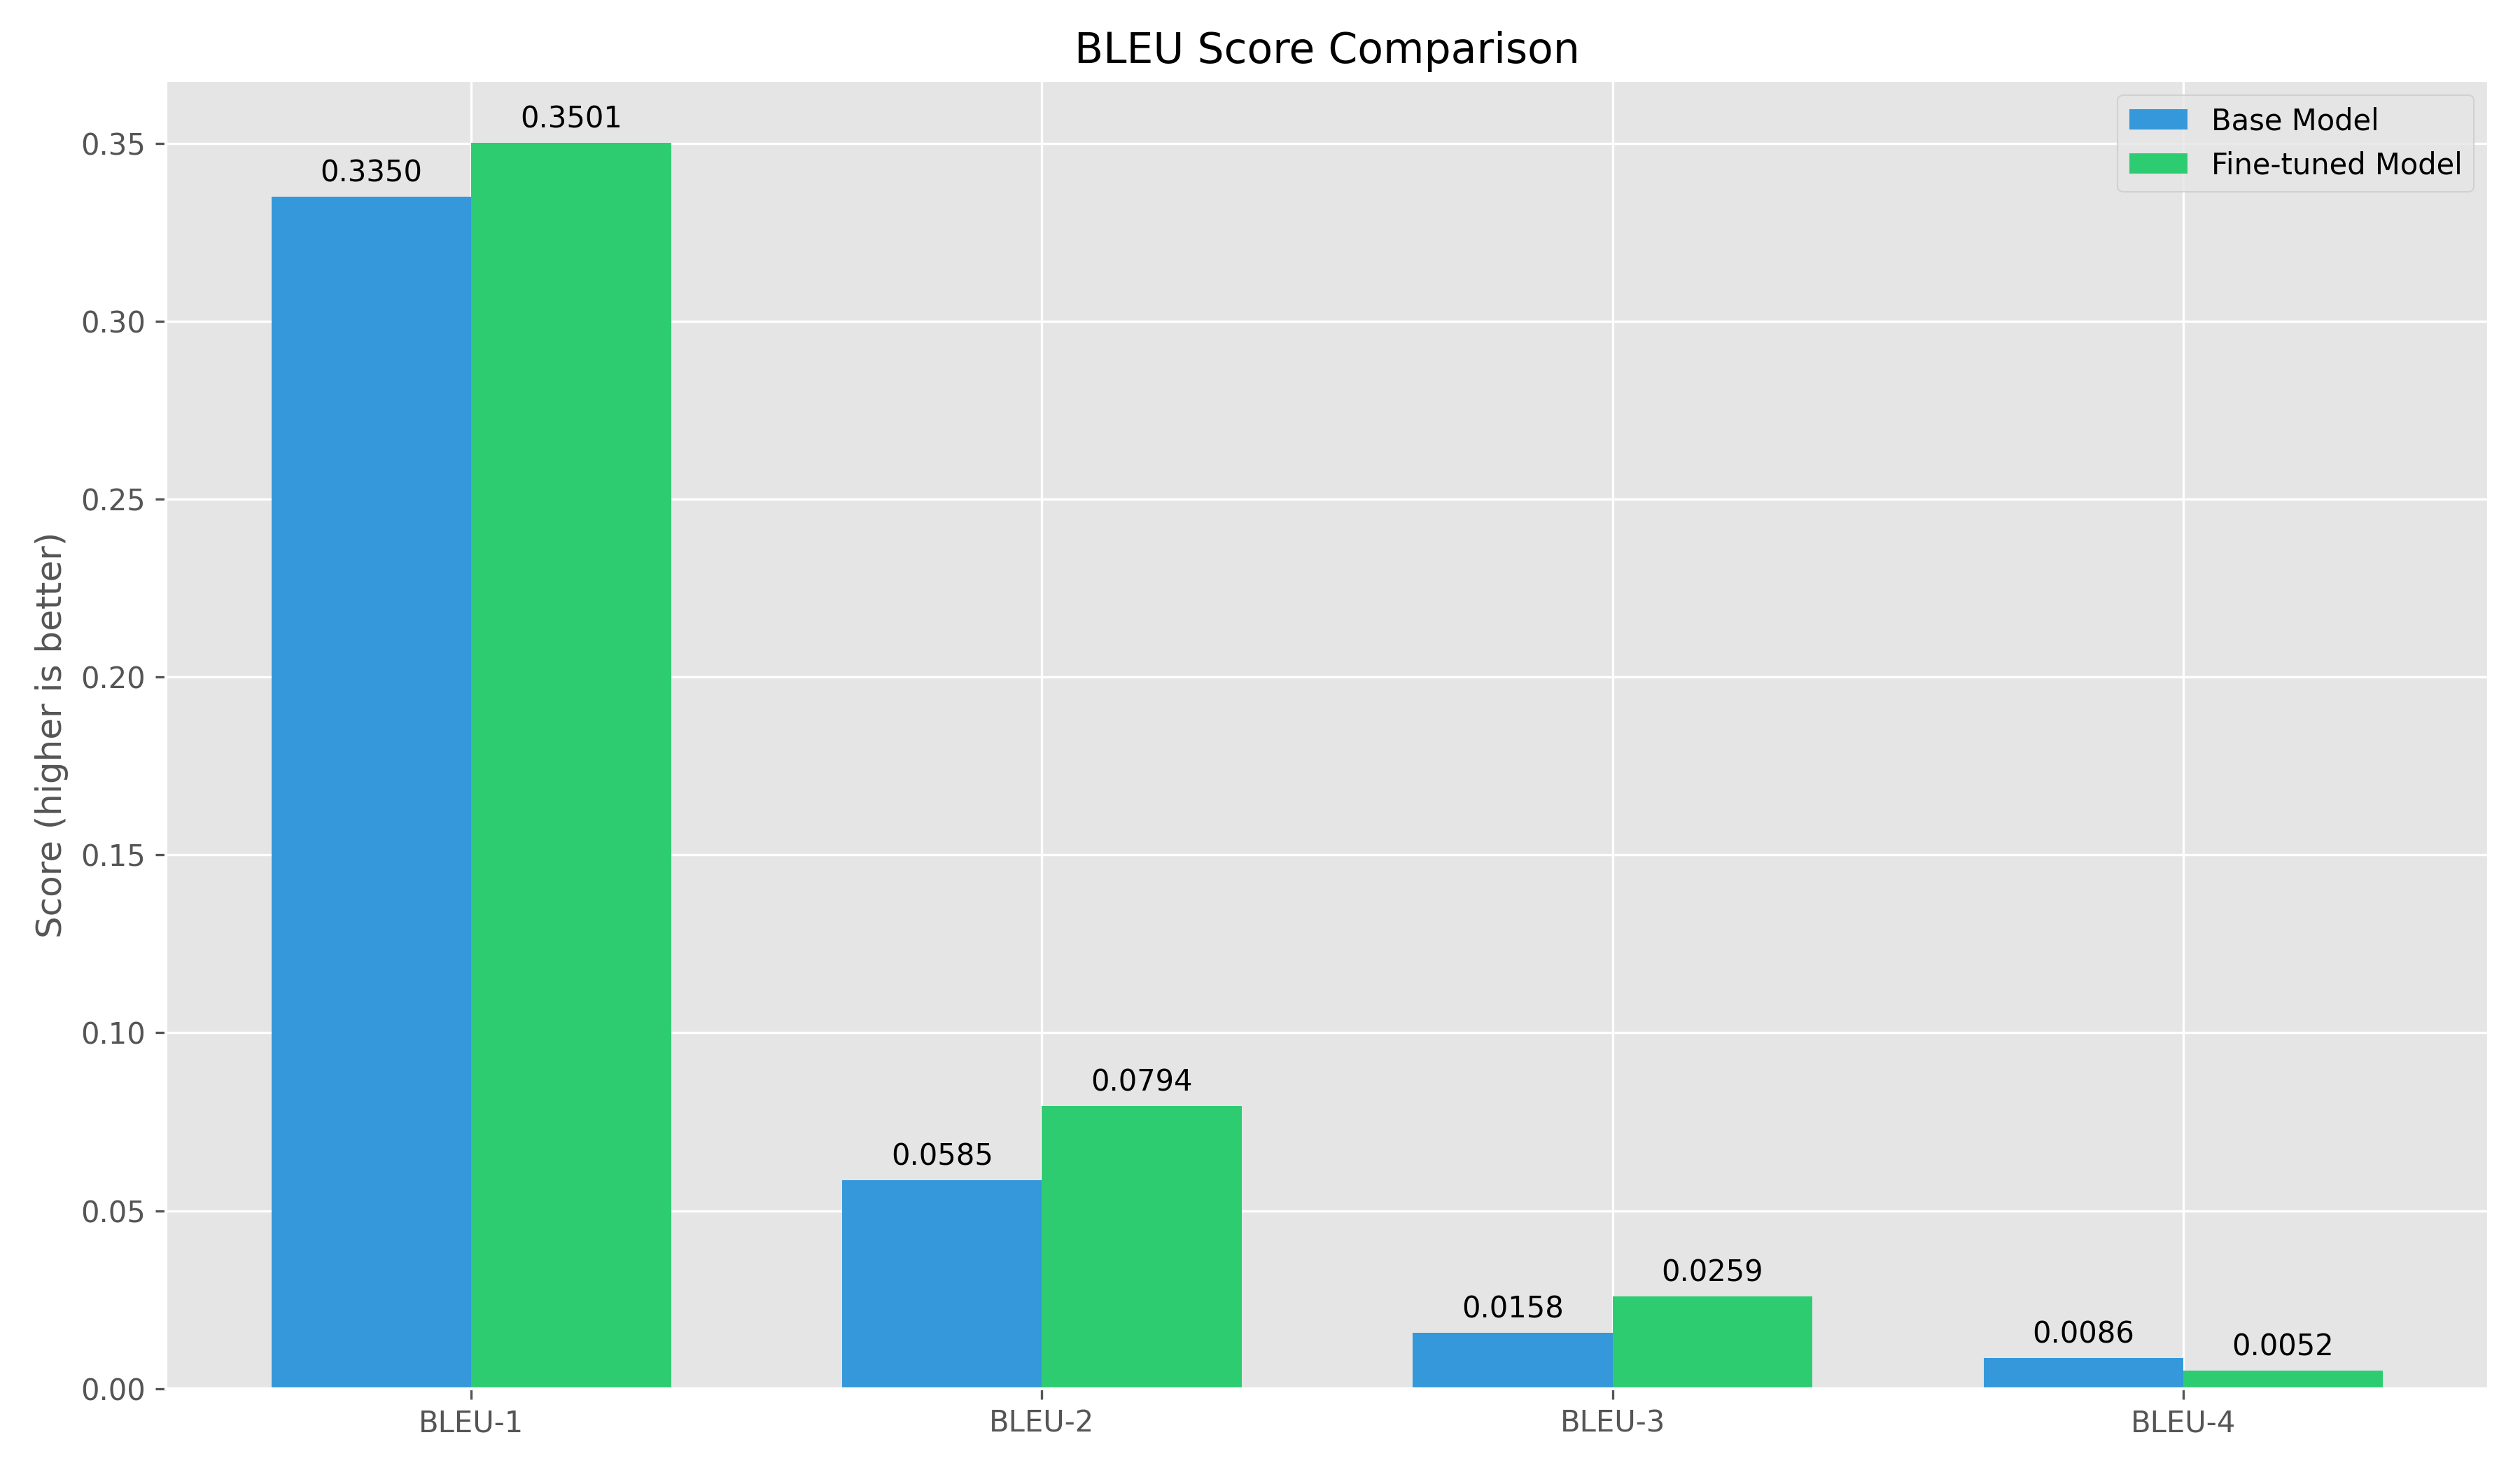 BLEU Score Comparison
Base Model
Fine-tuned Model
Score (higher is better)
0.35
0.30
0.25
0.20
0.15
0.10
0.05
0.00
0.3350
0.3501
0.0585
0.0794
0.0158
0.0259
0.0086
0.0052
BLEU-1
BLEU-2
BLEU-3
BLEU-4